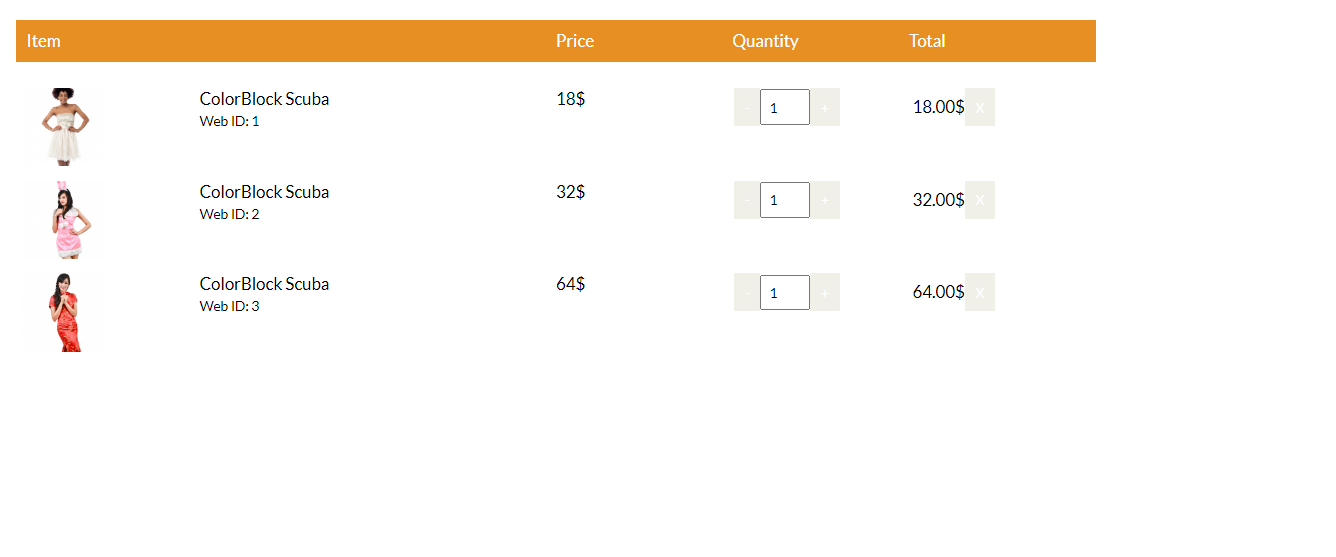 Item Price Quantity Total
ColorBlock Scuba 18$ - 1 + 18.00$ X
Web ID: 1
ColorBlock Scuba 32$ - 1 + 32.00$ X
Web ID: 2
ColorBlock Scuba 64$ - 1 + 64.00$ X
Web ID: 3